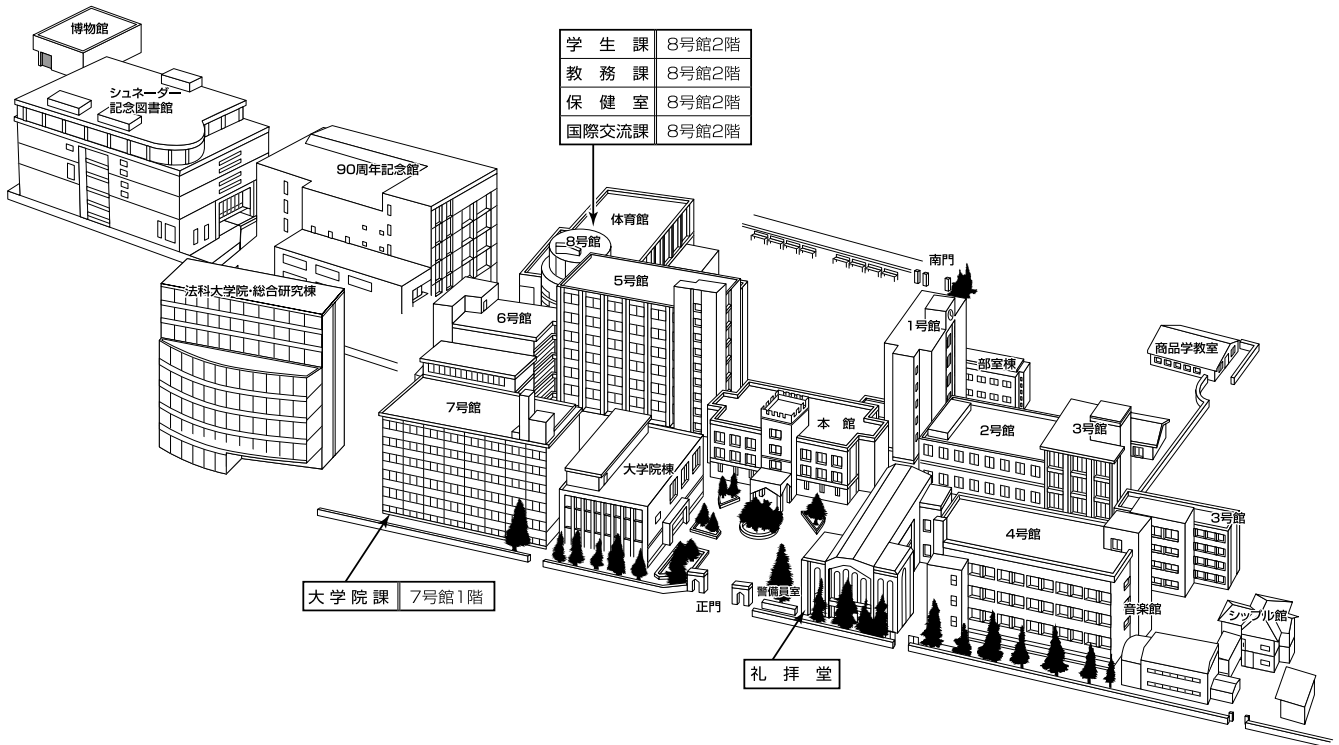 博物館
シュネーダー
記念図書館
90周年記念館
法科大学院・総合研究棟
学生課 8号館2階
教務課 8号館2階
保健室 8号館2階
国際交流課 8号館2階
体育館
8号館
5号館
6号館
7号館
大学院棟
本館
南門
1号館
部室棟
商品学教室
2号館
3号館
3号館
4号館
音楽館
シップル館
警備員室
正門
大学院課 7号館1階
礼拝堂